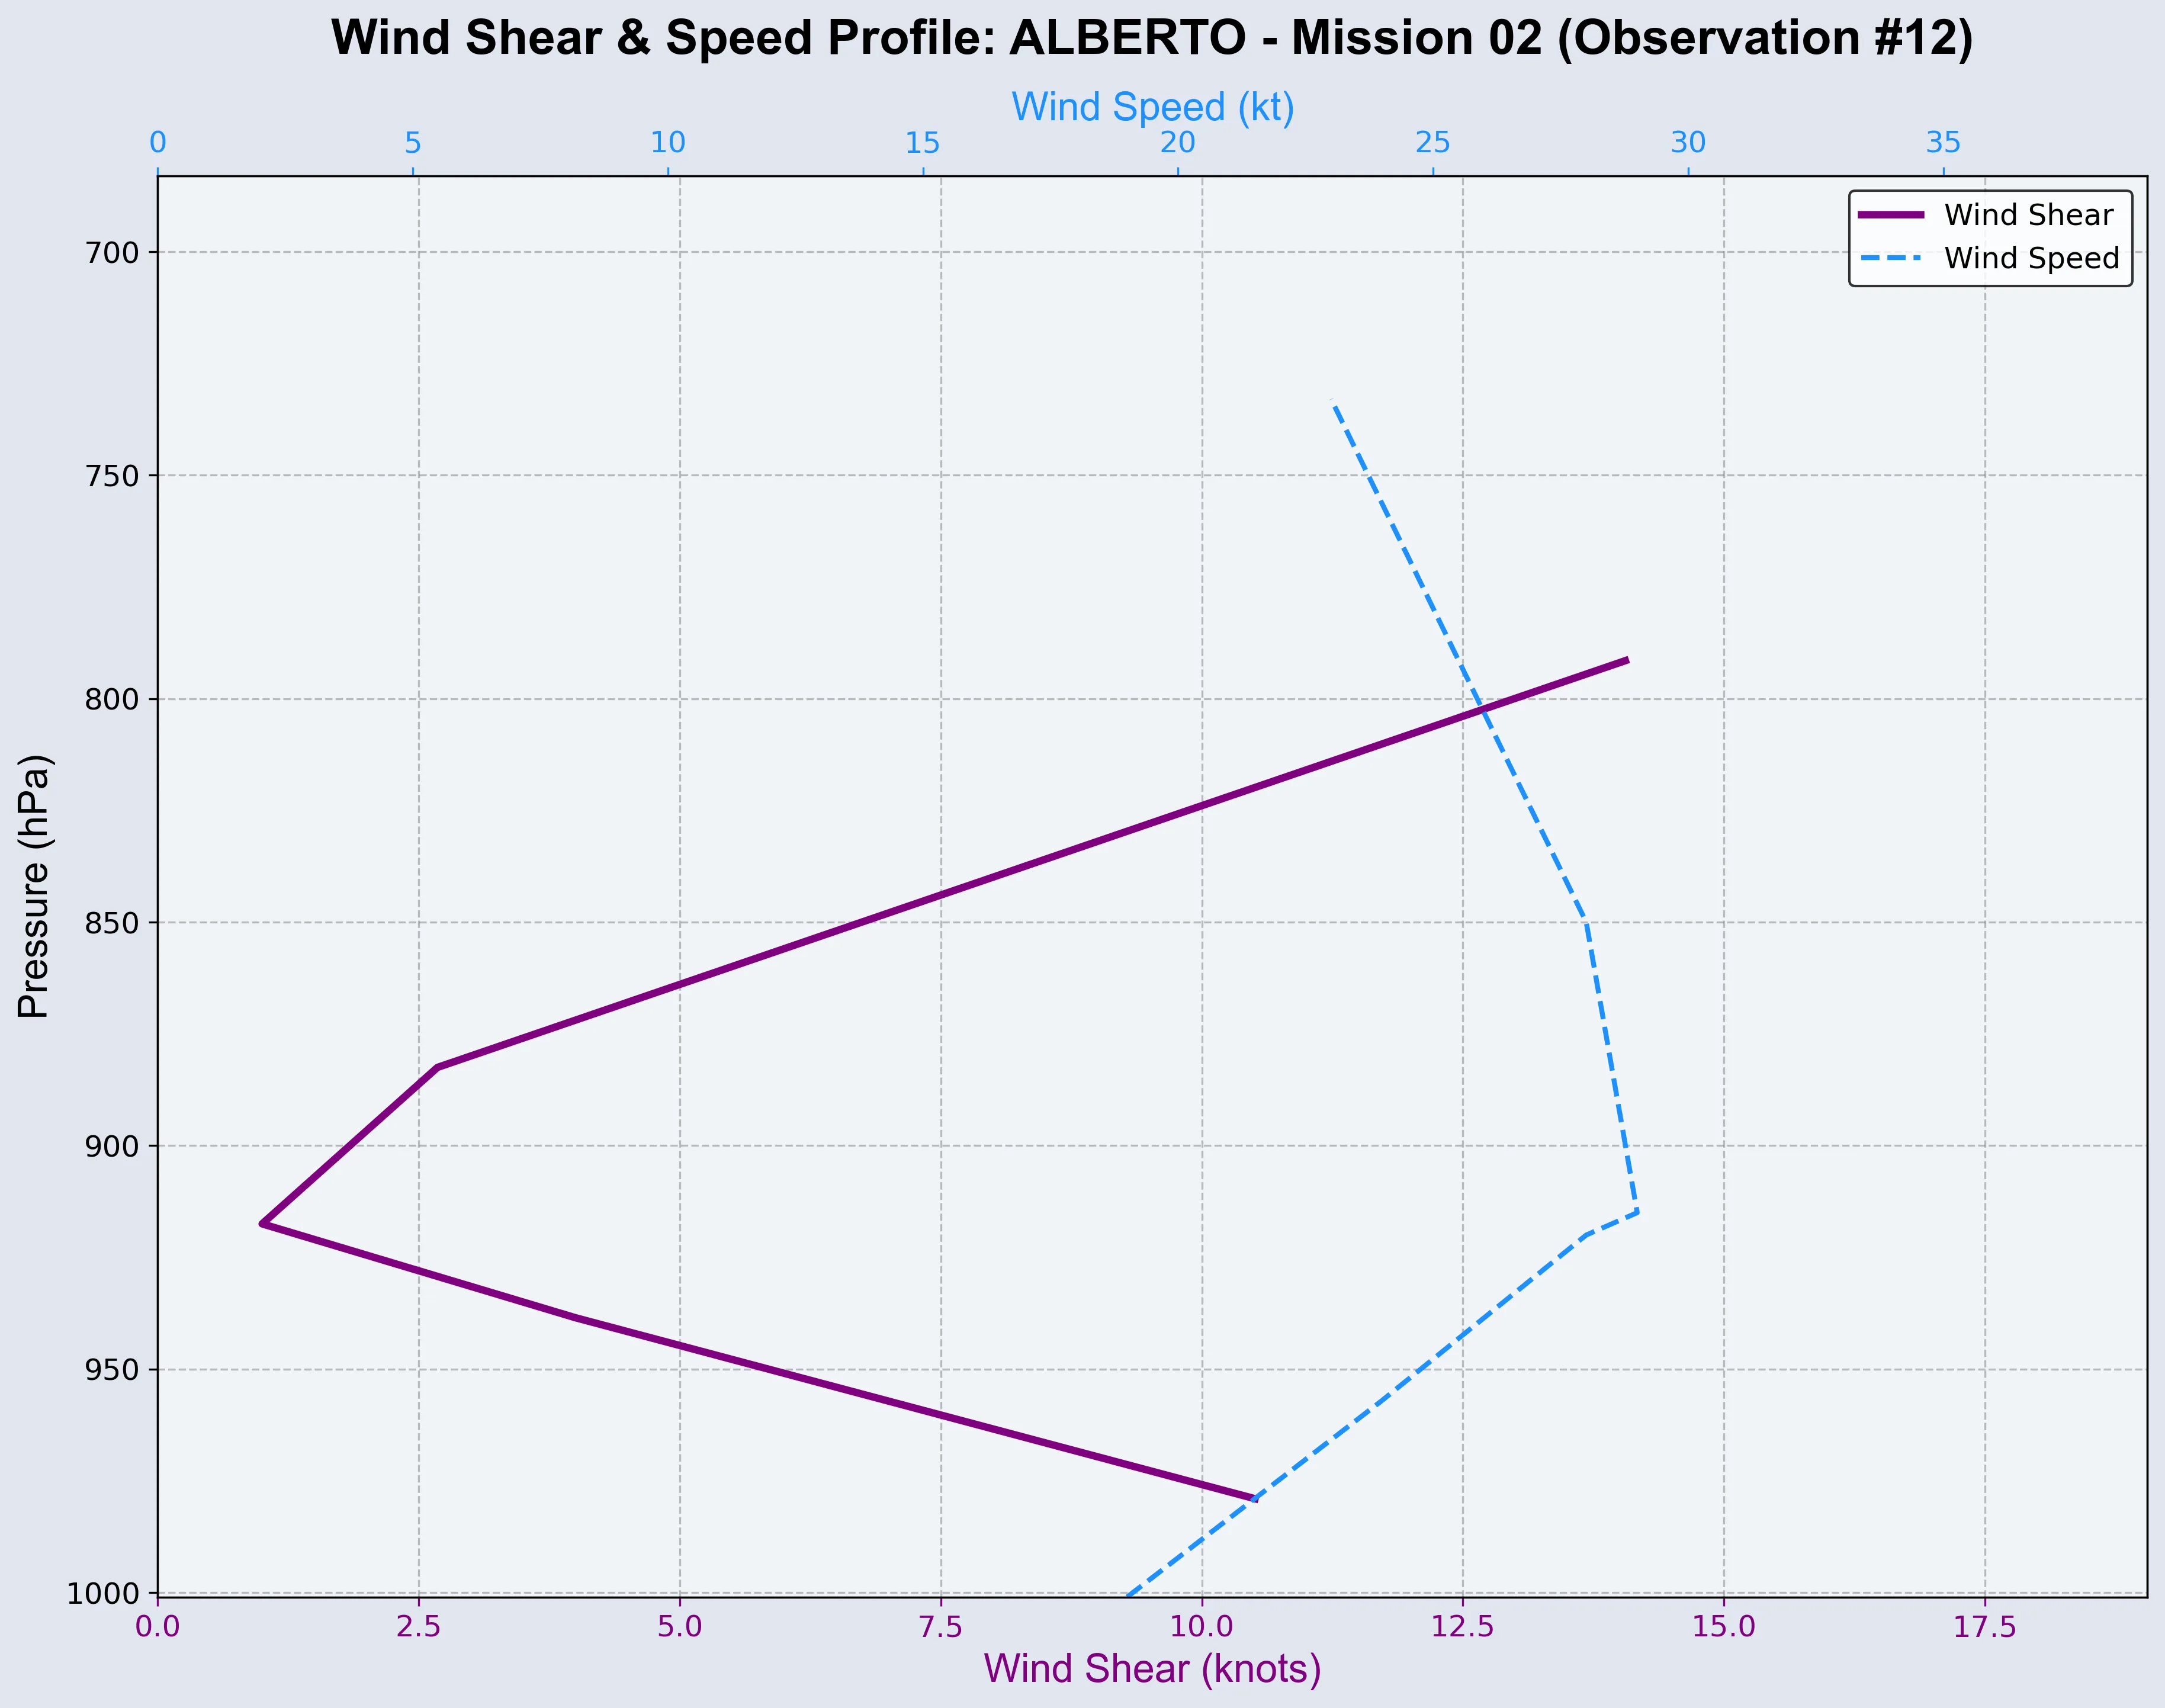 Wind Shear & Speed Profile: ALBERTO - Mission 02 (Observation #12)
Wind Speed (kt)
0 5 10 15 20 25 30 35
Wind Shear
Wind Speed
700
750
800
850
900
950
1000
Pressure (hPa)
0.0 2.5 5.0 7.5 10.0 12.5 15.0 17.5
Wind Shear (knots)